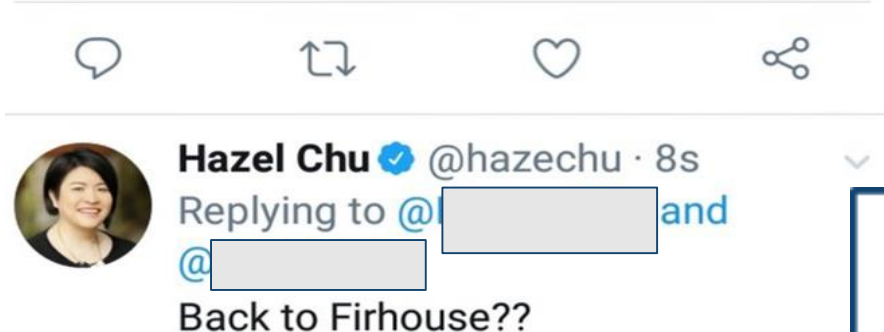 Hazel Chu @hazechu · 8s
Replying to @ and
@
Back to Firhouse??